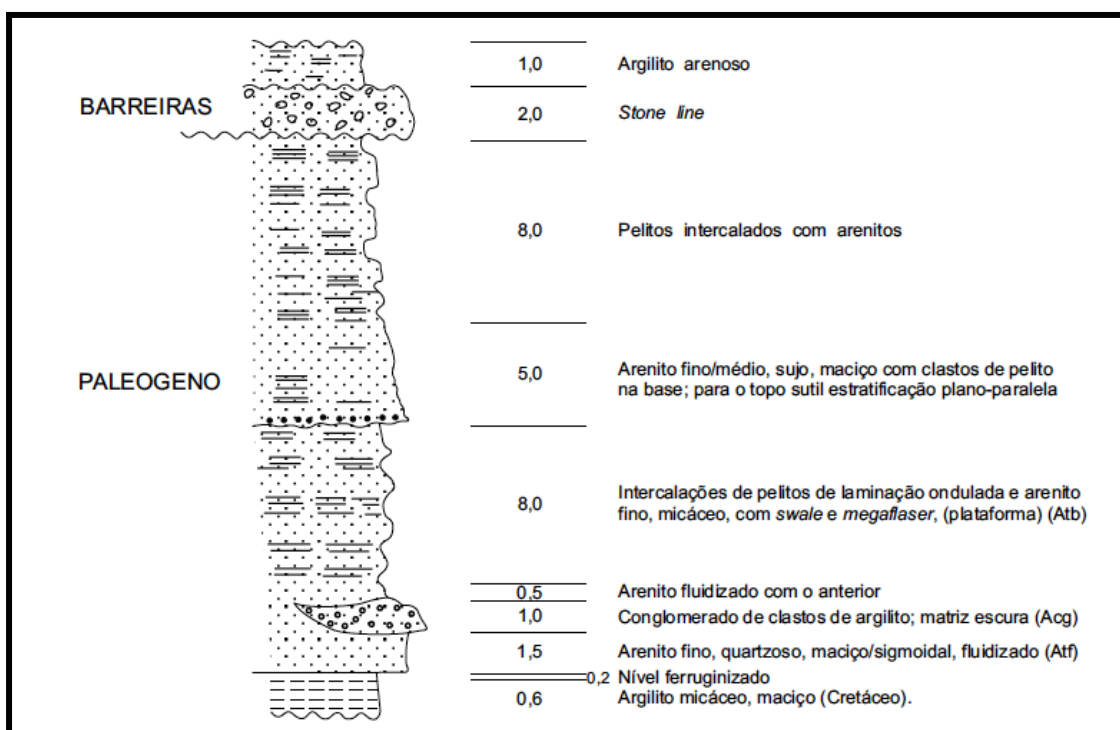 1,0 Argilito arenoso
BARREIRAS
2,0 Stone line
8,0 Pelitos intercalados com arenitos
PALEOGENO
5,0 Arenito fino/médio, sujo, maciço com clastos de pelito
na base; para o topo sutil estratificação plano-paralela
8,0 Intercalações de pelitos de laminação ondulada e arenito
fino, micáceo, com swale e megaflaser, (plataforma) (Atb)
0,5 Arenito fluidizado com o anterior
1,0 Conglomerado de clastos de argilito; matriz escura (Acg)
1,5 Arenito fino, quartzoso, maciço/sigmoidal, fluidizado (Atf)
0,2 Nível ferruginizado
0,6 Argilito micáceo, maciço (Cretáceo).